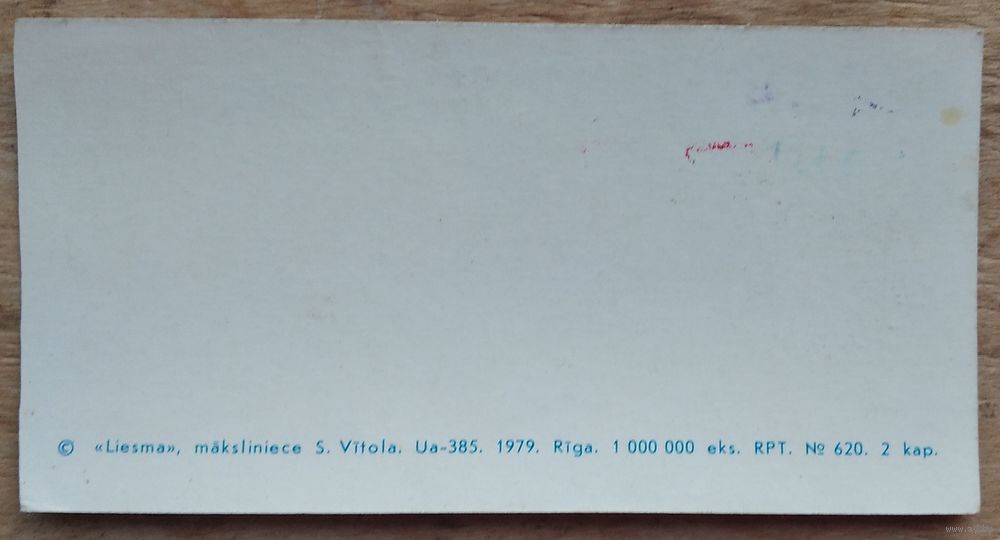 © «Liesma», māksliniece S. Vītola. Ua-385. 1979. Rīga. 1 000 000 eks. RPT. № 620. 2 kap.